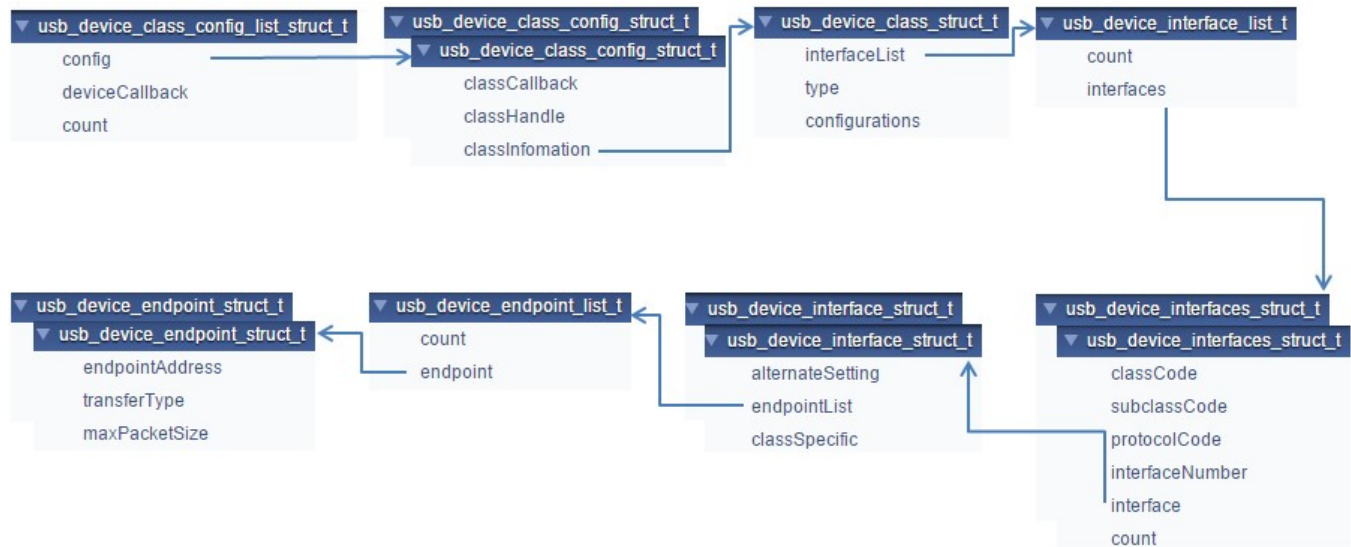 usb_device_class_config_list_struct_t
config
deviceCallback
count
usb_device_class_config_struct_t
usb_device_class_config_struct_t
classCallback
classHandle
classInfomation
usb_device_class_struct_t
interfaceList
type
configurations
usb_device_interface_list_t
count
interfaces
usb_device_endpoint_struct_t
usb_device_endpoint_struct_t
endpointAddress
transferType
maxPacketSize
usb_device_endpoint_list_t
count
endpoint
usb_device_interface_struct_t
usb_device_interface_struct_t
alternateSetting
endpointList
classSpecific
usb_device_interfaces_struct_t
usb_device_interfaces_struct_t
classCode
subclassCode
protocolCode
interfaceNumber
interface
count